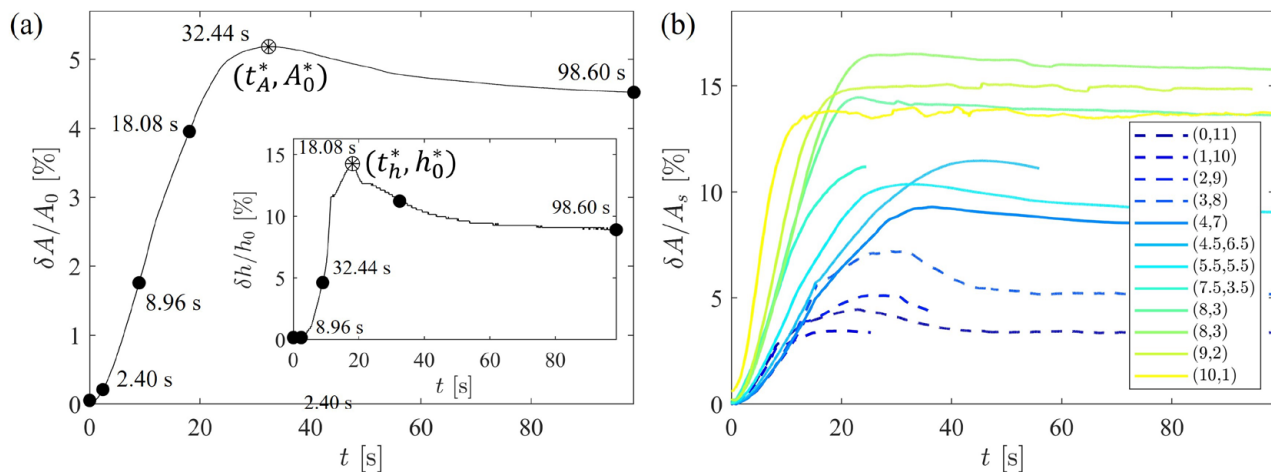 (a)
δA/A₀ [%]
5
4
3
2
1
0
32.44 s
(t*_A, A*_0)
98.60 s
18.08 s
8.96 s
2.40 s
0
20
40
60
80
t [s]
δh/h₀ [%]
15
10
5
0
18.08 s
(t*_h, h*_0)
98.60 s
32.44 s
8.96 s
2.40 s
0
20
40
60
80
t [s]
(b)
δA/A_s [%]
15
10
5
0
(0,11)
(1,10)
(2,9)
(3,8)
(4,7)
(4.5,6.5)
(5.5,5.5)
(7.5,3.5)
(8,3)
(8,3)
(9,2)
(10,1)
0
20
40
60
80
t [s]